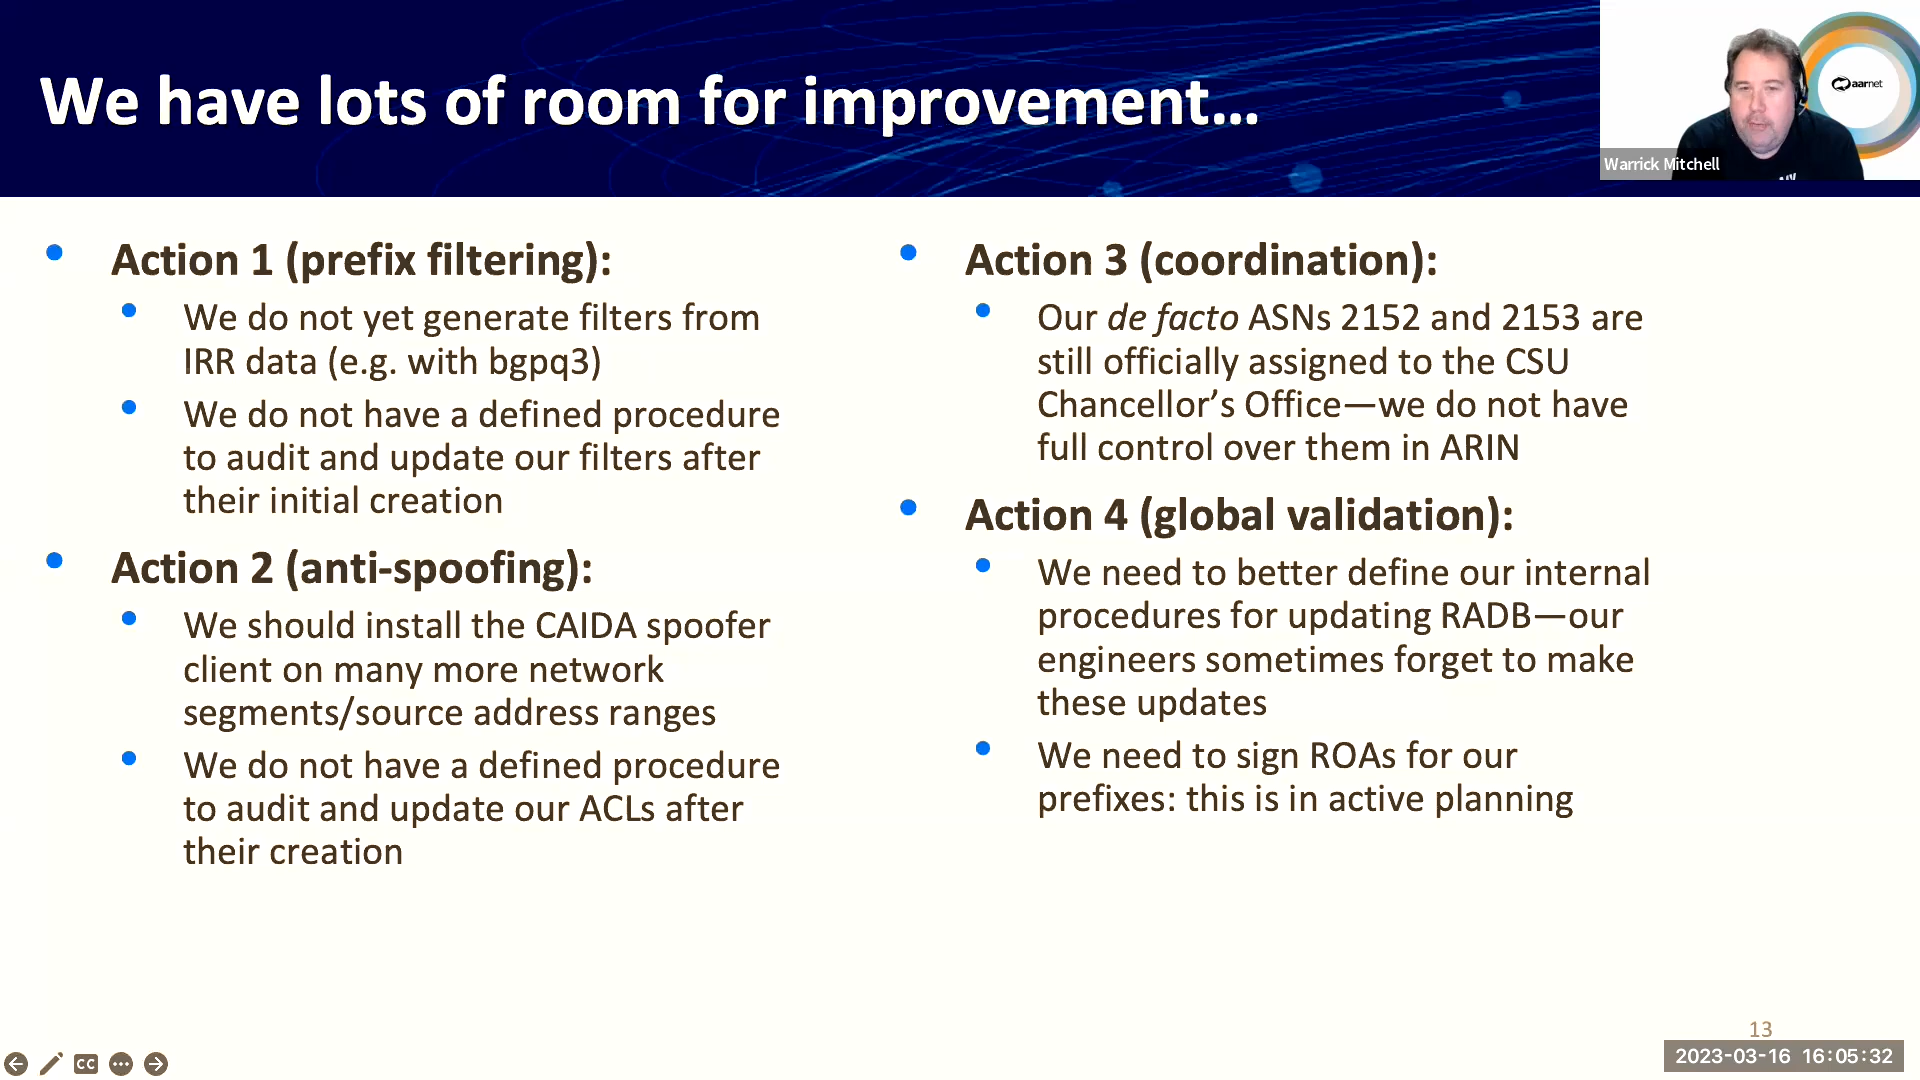 We have lots of room for improvement...
aarnet
Warrick Mitchell
Action 1 (prefix filtering):
We do not yet generate filters from
IRR data (e.g. with bgpq3)
We do not have a defined procedure
to audit and update our filters after
their initial creation
Action 2 (anti-spoofing):
We should install the CAIDA spoofer
client on many more network
segments/source address ranges
We do not have a defined procedure
to audit and update our ACLs after
their creation
Action 3 (coordination):
Our de facto ASNs 2152 and 2153 are
still officially assigned to the CSU
Chancellor’s Office—we do not have
full control over them in ARIN
Action 4 (global validation):
We need to better define our internal
procedures for updating RADB—our
engineers sometimes forget to make
these updates
We need to sign ROAs for our
prefixes: this is in active planning
13
CC
2023-03-16 16:05:32